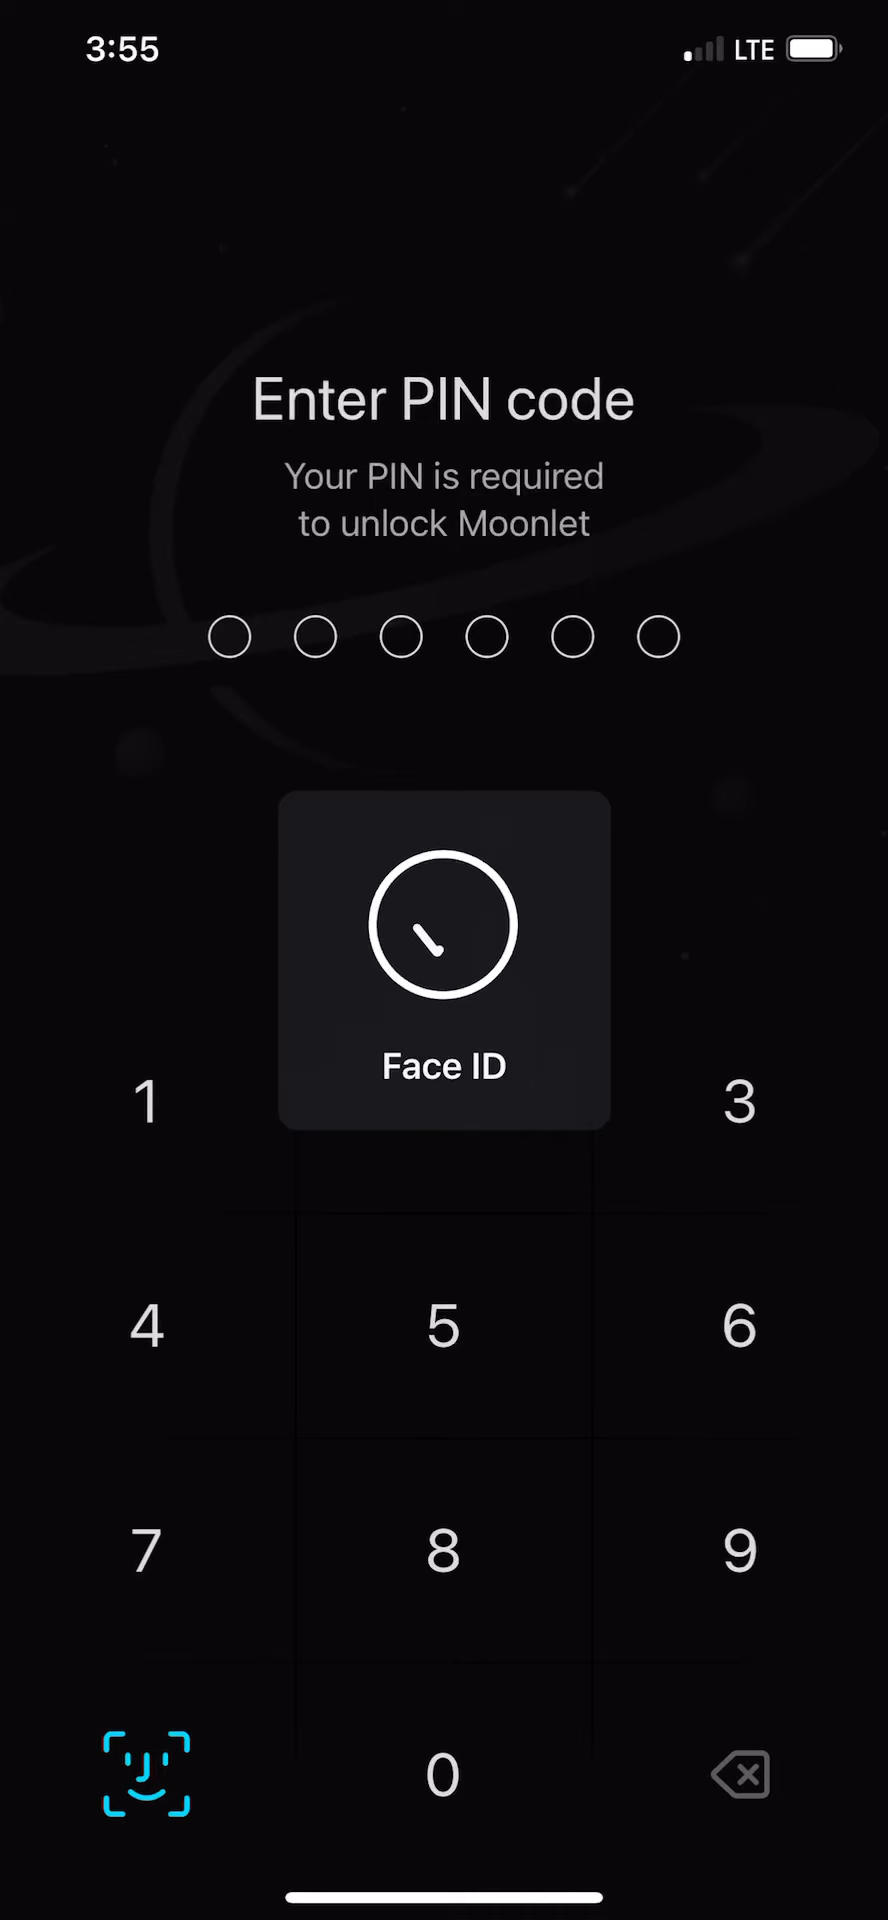 3:55
LTE
Enter PIN code
Your PIN is required
to unlock Moonlet
Face ID
1
3
4
5
6
7
8
9
0